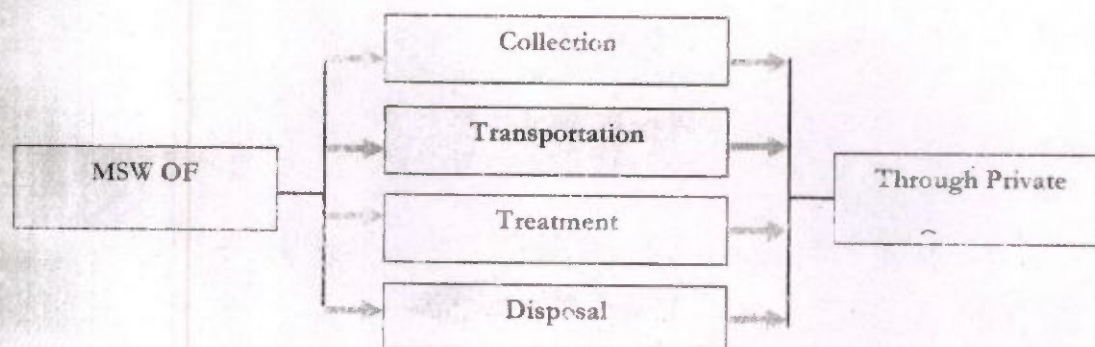 MSW OF
Collection
Transportation
Treatment
Disposal
Through Private